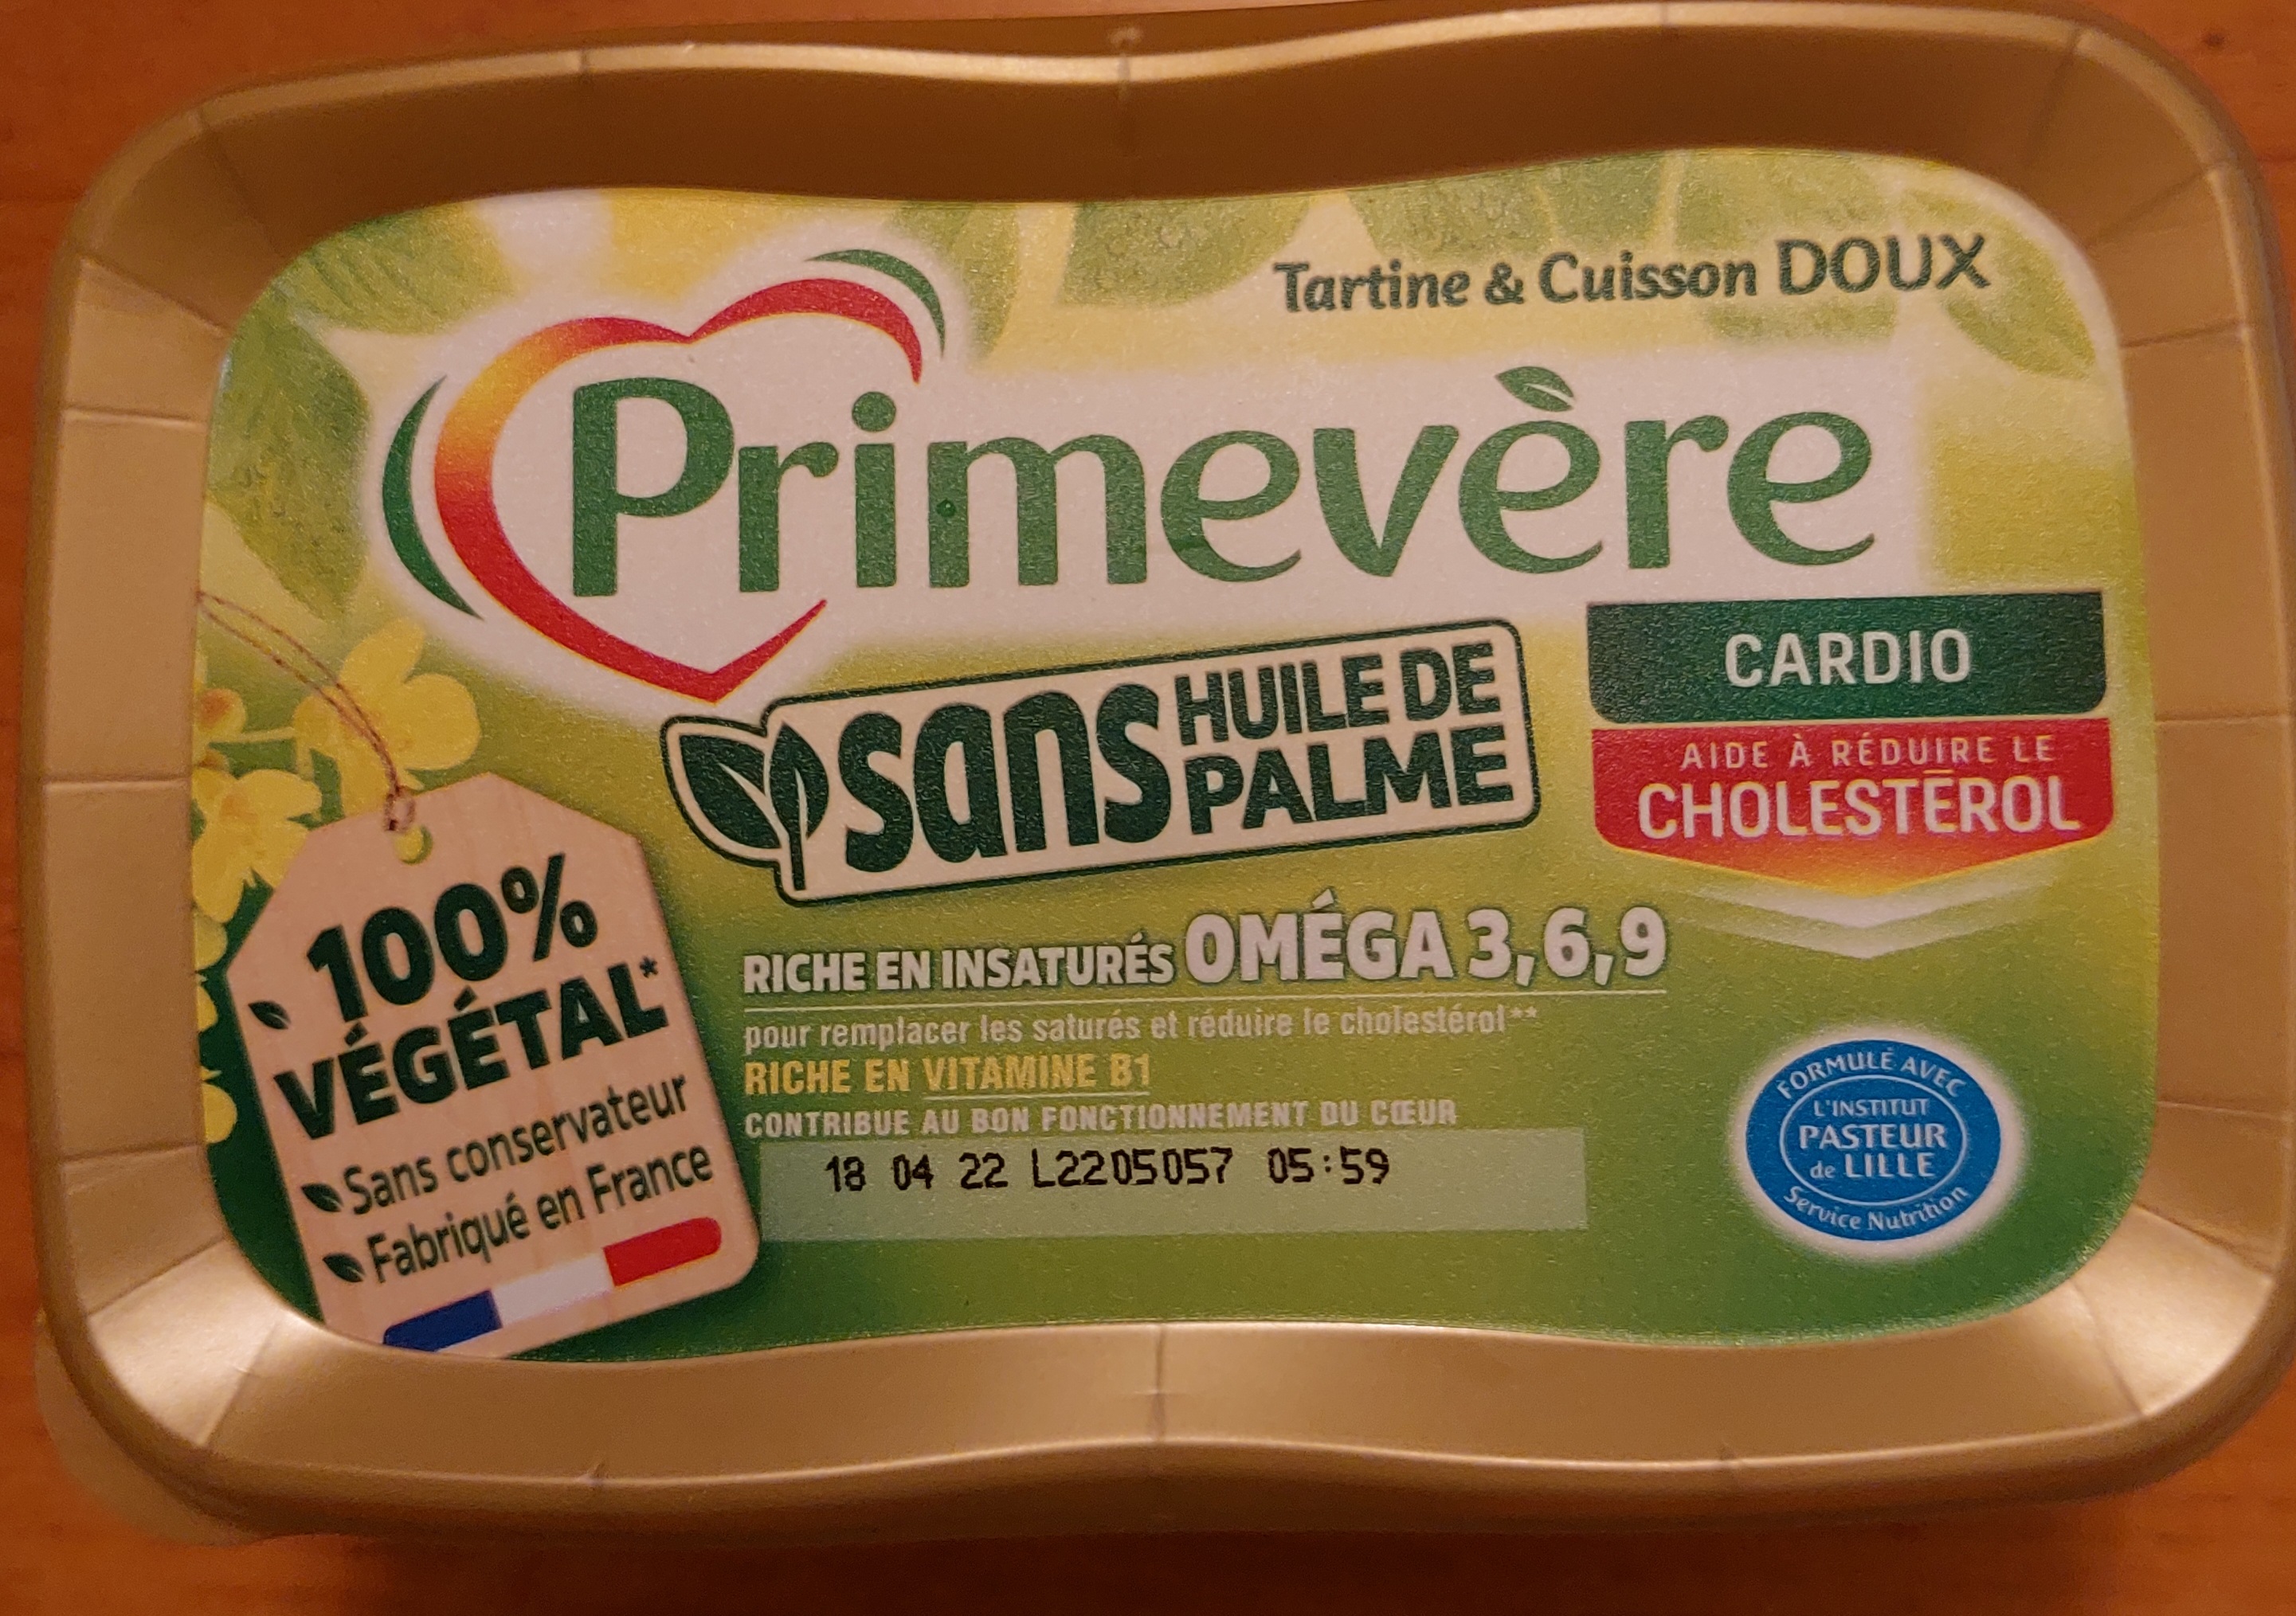 Tartine & Cuisson DOUX
Primevère
sans HUILE DE
PALME
CARDIO
AIDE À RÉDUIRE LE
CHOLESTÉROL
100%
VÉGÉTAL*
Sans conservateur
Fabriqué en France
RICHE EN INSATURÉS OMÉGA 3,6,9
pour remplacer les saturés et réduire le cholestérol**
RICHE EN VITAMINE B1
CONTRIBUE AU BON FONCTIONNEMENT DU CŒUR
18 04 22 L2205057 05:59
FORMULÉ AVEC
L'INSTITUT
PASTEUR
de LILLE
Service Nutrition